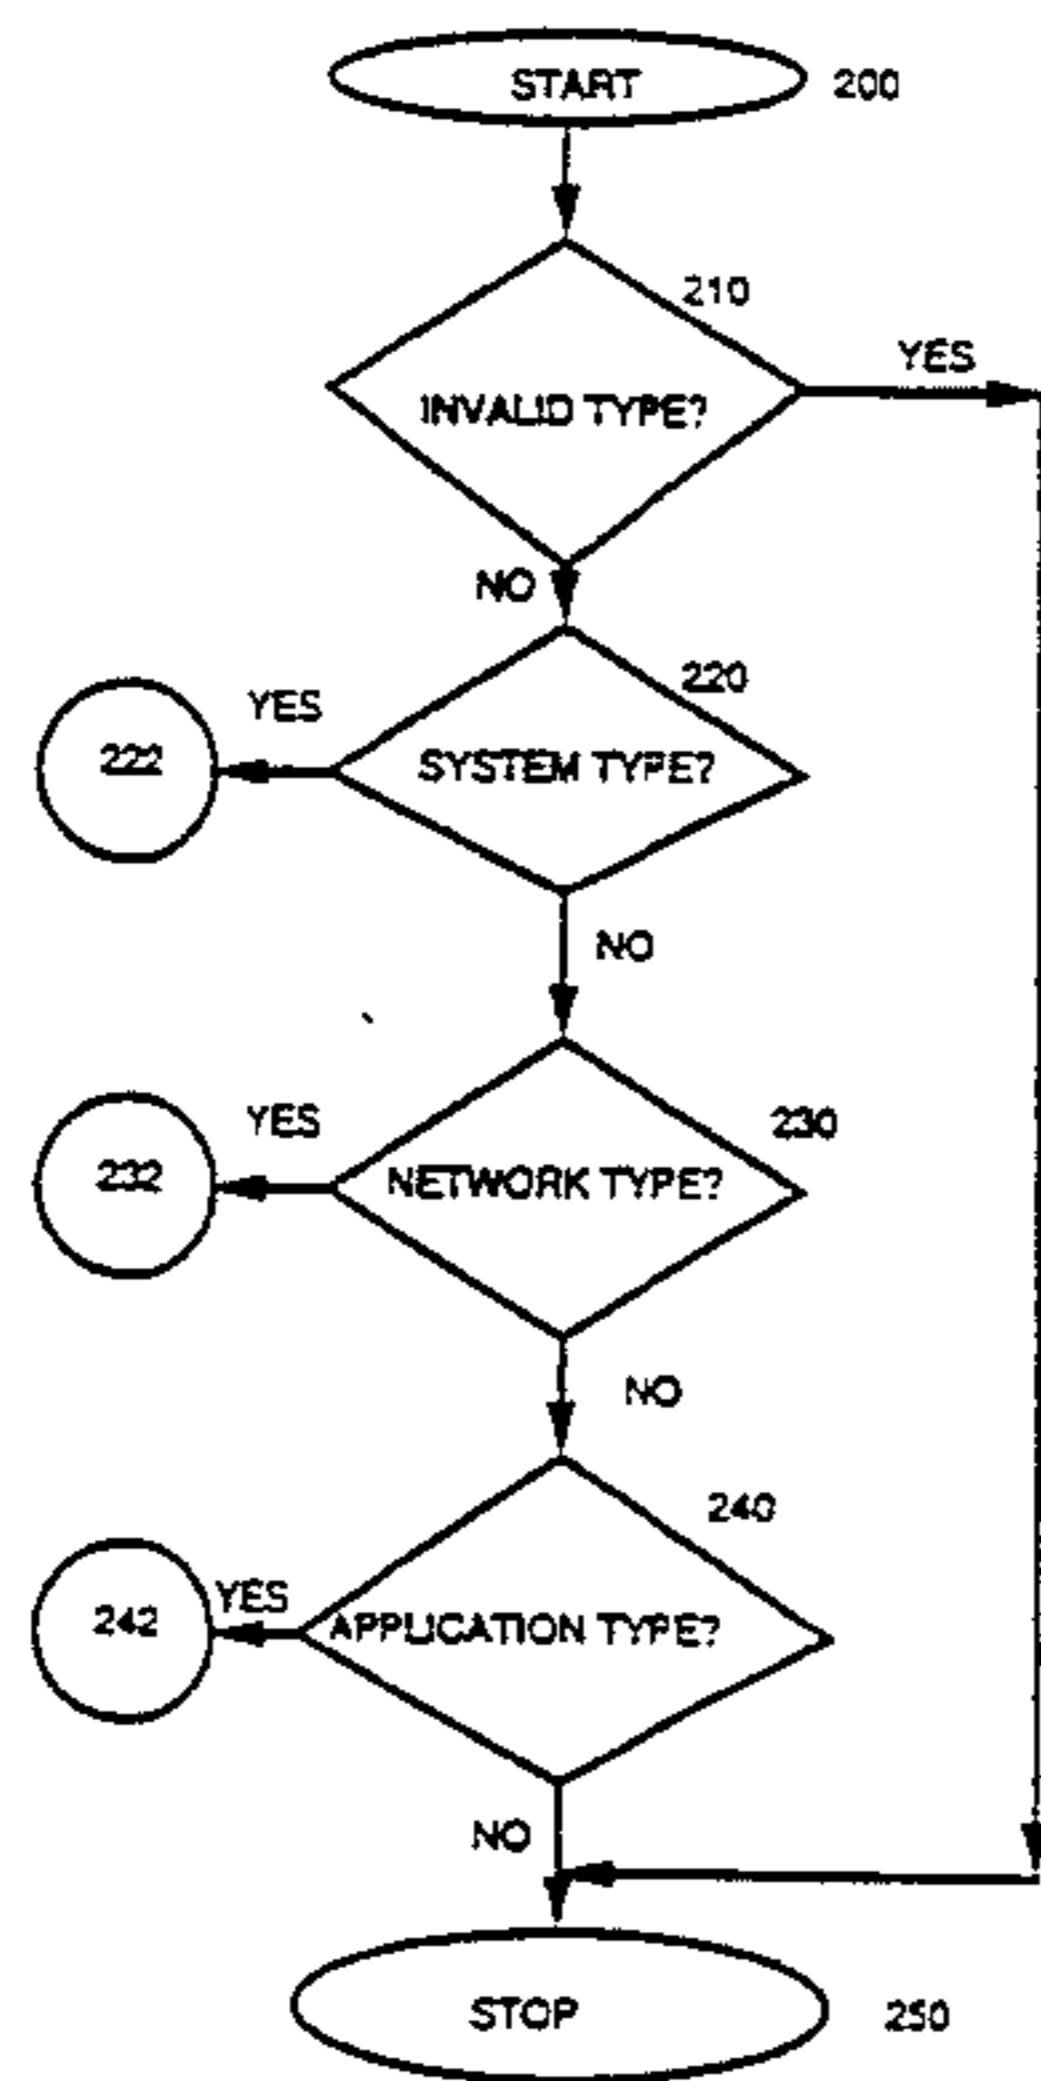 START 200
210
YES
INVALID TYPE?
NO
220
YES
222
SYSTEM TYPE?
NO
230
YES
232
NETWORK TYPE?
NO
240
YES
242
APPLICATION TYPE?
NO
STOP 250